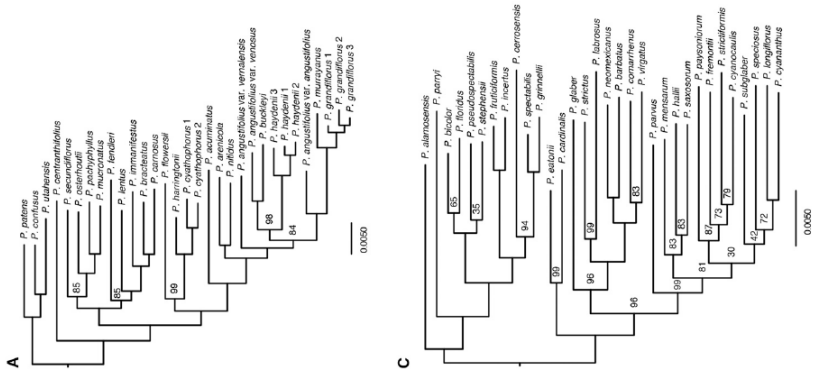 A
P. patens
P. confusus
P. utahensis
P. centranthifolius
P. secundiflorus
P. osterhoutii
P. pachyphyllus
P. mucronatus
P. fendleri
P. lentus
P. immanifestus
P. bracteatus
P. carnosus
P. flowersii
P. harringtonii
P. cyathophorus 1
P. cyathophorus 2
P. acuminatus
P. arenicola
P. nitidus
P. angustifolius var. vernalensis
P. angustifolius var. venosus
P. buckleyi
P. haydenii 3
P. haydenii 1
P. haydenii 2
P. angustifolius var. angustifolius
P. murrayanus
P. grandiflorus 1
P. grandiflorus 2
P. grandiflorus 3
85
85
99
98
84
0.0050
C
P. alamosensis
P. parryi
P. bicolor
P. floridus
P. pseudospectabilis
P. stephensii
P. fruticiformis
P. incertus
P. cerrosensis
P. spectabilis
P. grinnellii
P. eatonii
P. cardinalis
P. glaber
P. strictus
P. labrosus
P. neomexicanus
P. barbatus
P. comarrhenus
P. virgatus
P. parvus
P. mensarum
P. hallii
P. saxosorum
P. paysoniorum
P. fremontii
P. strictiformis
P. cyanocaulis
P. subglaber
P. speciosus
P. longiflorus
P. cyananthus
65
35
94
99
96
99
83
96
99
83
83
81
87
73
79
30
42
72
0.0050